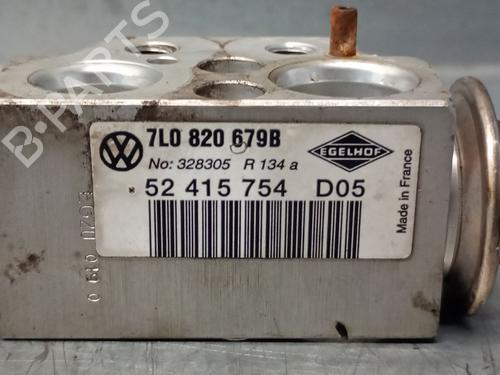 7L0 820 679B
No: 328305 R 134 a
EGELHOF
52 415 754 D05
Made in France
B-PARTS